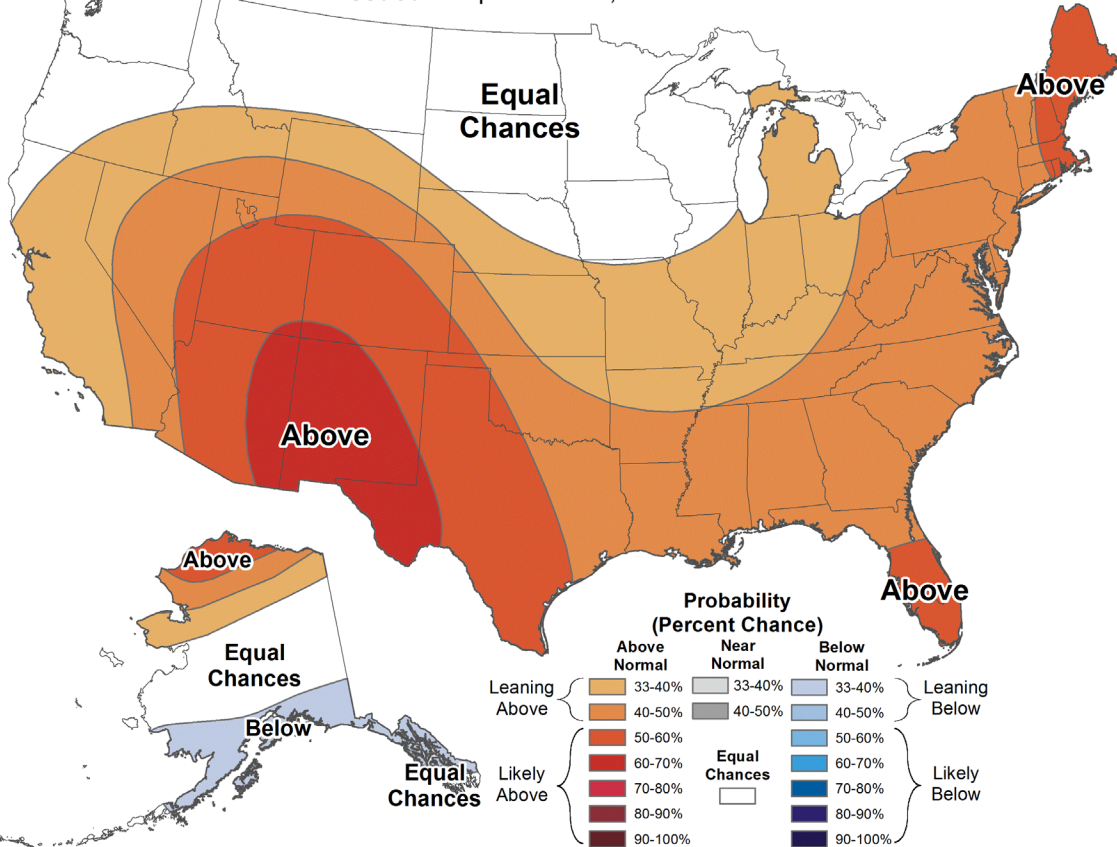 Equal
Chances
Above
Above
Above
Above
Equal
Chances
Below
Equal
Chances
Probability
(Percent Chance)
Above
Normal
Near
Normal
Below
Normal
Leaning
Above
33-40%
40-50%
33-40%
40-50%
33-40%
40-50%
Leaning
Below
Likely
Above
50-60%
60-70%
70-80%
80-90%
90-100%
Equal
Chances
50-60%
60-70%
70-80%
80-90%
90-100%
Likely
Below